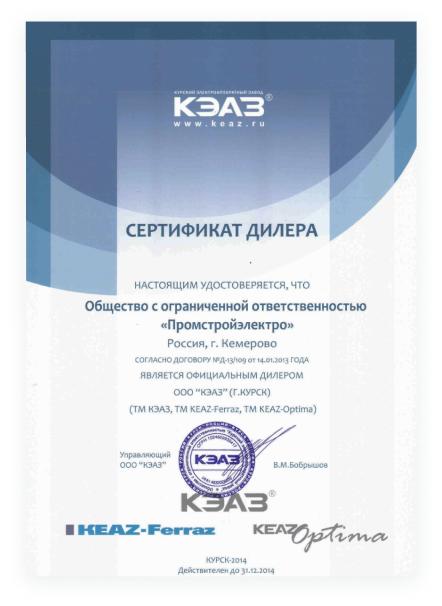 КУРСКИЙ ЭЛЕКТРОАППАРАТНЫЙ ЗАВОД
КЭАЗ®
www.keaz.ru
СЕРТИФИКАТ ДИЛЕРА
НАСТОЯЩИМ УДОСТОВЕРЯЕТСЯ, ЧТО
Общество с ограниченной ответственностью
«Промстройэлектро»
Россия, г. Кемерово
СОГЛАСНО ДОГОВОРУ №Д-13/109 от 14.01.2013 ГОДА
ЯВЛЯЕТСЯ ОФИЦИАЛЬНЫМ ДИЛЕРОМ
ООО "КЭАЗ" (Г.КУРСК)
(ТМ КЭАЗ, ТМ KEAZ-Ferraz, ТМ KEAZ-Optima)
Управляющий
ООО "КЭАЗ"
КЭАЗ
В.М.Бобрышов
КЭАЗ®
KEAZ-Ferraz
KEAZ Optima
КУРСК-2014
Действителен до 31.12.2014